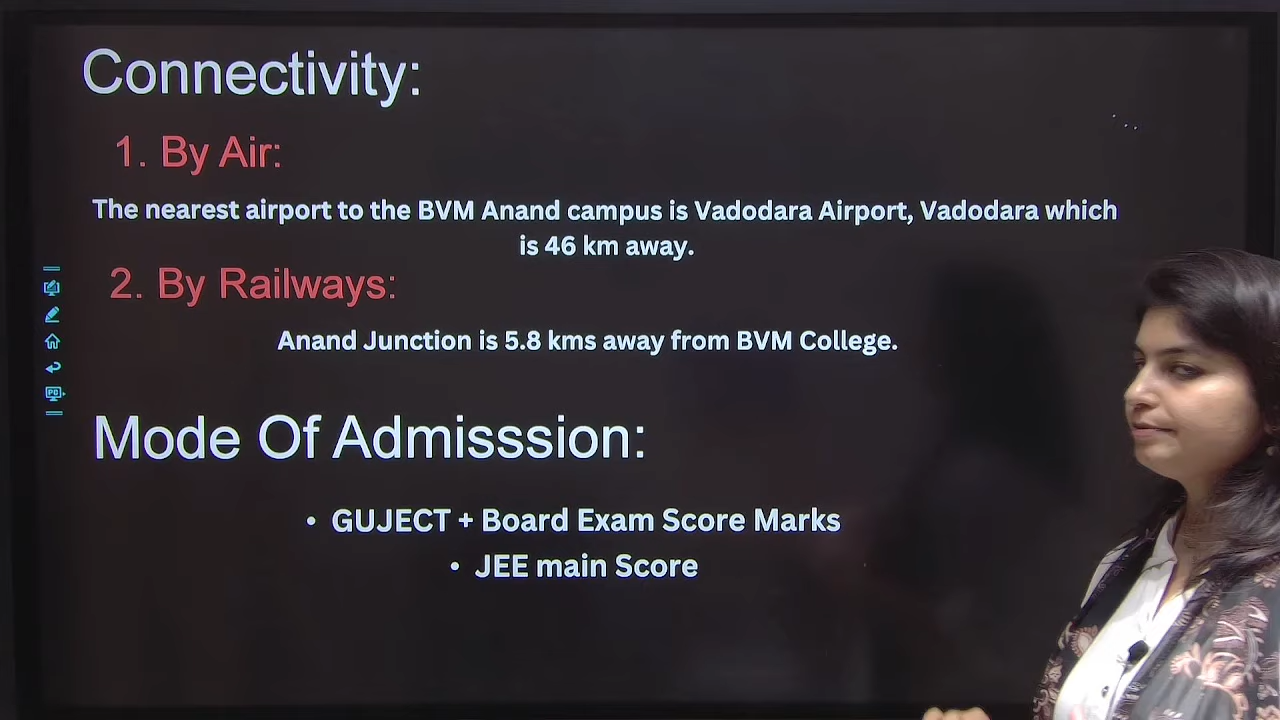 Connectivity:
1. By Air:
The nearest airport to the BVM Anand campus is Vadodara Airport, Vadodara which
is 46 km away.
2. By Railways:
Anand Junction is 5.8 kms away from BVM College.
Mode Of Admisssion:
• GUJECT + Board Exam Score Marks
• JEE main Score